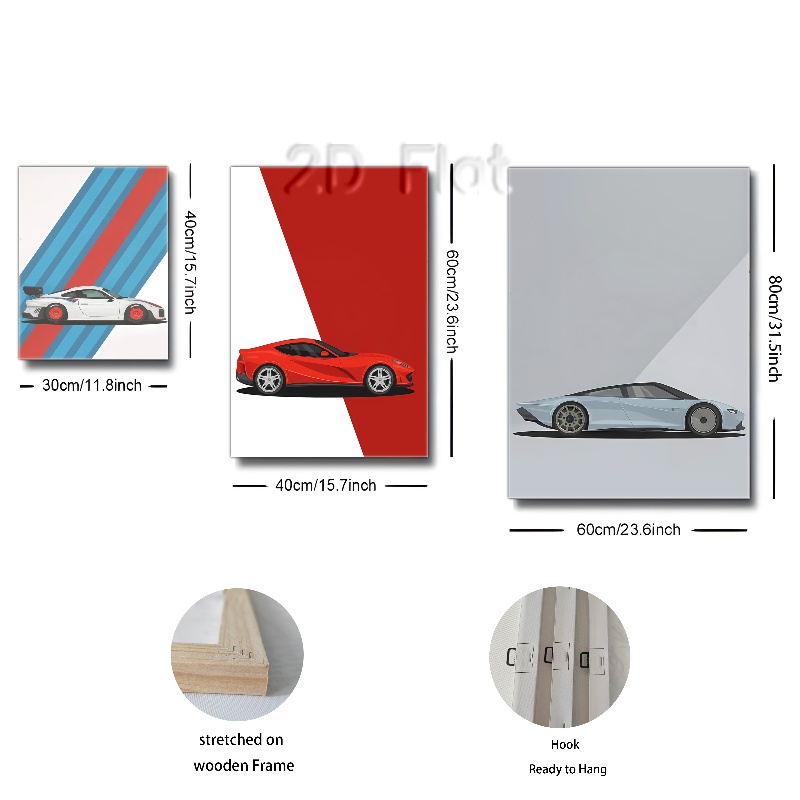 2D Flat
40cm/15.7inch
30cm/11.8inch
60cm/23.6inch
40cm/15.7inch
80cm/31.5inch
60cm/23.6inch
stretched on
wooden Frame
Hook
Ready to Hang